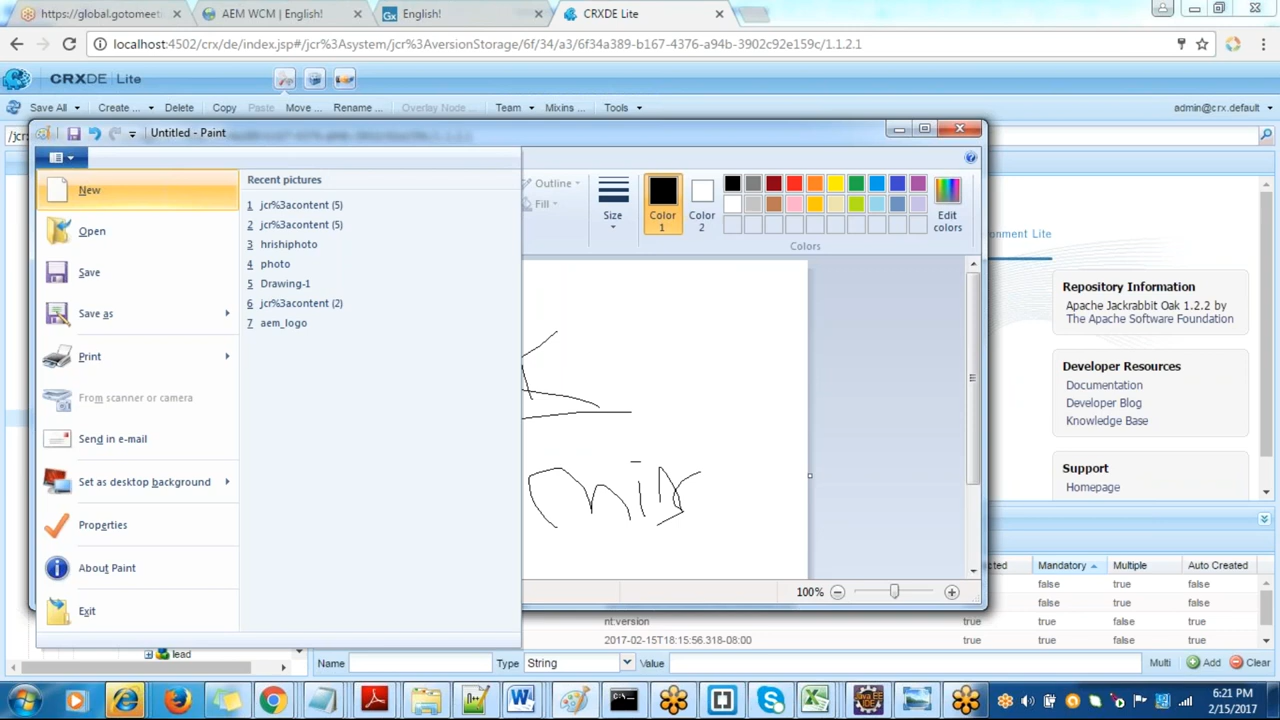 https://global.gotomeet
AEM WCM | English!
English!
CRXDE Lite
localhost:4502/crx/de/index.jsp#/jcr%3Asystem/jcr%3AversionStorage/6f/34/a3/6f34a389-b167-4376-a94b-3902c92e159c/1.1.2.1
CRXDE Lite
Save All
Create ...
Delete
Copy
Paste
Move ...
Rename ...
Overlay Node ...
Team
Mixins ...
Tools
admin@crx.default
/jcr
Untitled - Paint
New
Open
Save
Save as
Print
From scanner or camera
Send in e-mail
Set as desktop background
Properties
About Paint
Exit
Recent pictures
1 jcr%3acontent (5)
2 jcr%3acontent (5)
3 hrishiphoto
4 photo
5 Drawing-1
6 jcr%3acontent (2)
7 aem_logo
Outline
Fill
Size
Color 1
Color 2
Edit colors
Colors
100%
onment Lite
Repository Information
Apache Jackrabbit Oak 1.2.2 by
The Apache Software Foundation
Developer Resources
Documentation
Developer Blog
Knowledge Base
Support
Homepage
cted Mandatory Multiple Auto Created
false true false
false true false
nt:version true true true
2017-02-15T18:15:56.318-08:00 true false true
lead
Name
Type String
Value
Multi Add Clear
6:21 PM
2/15/2017